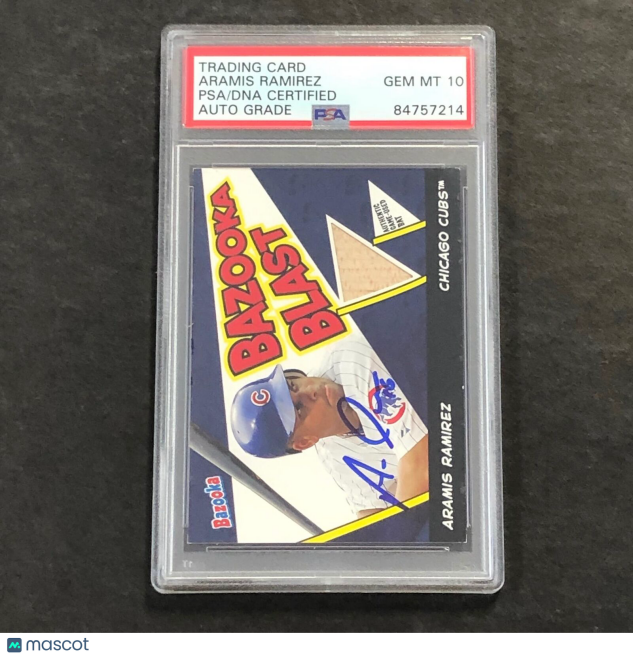 TRADING CARD
ARAMIS RAMIREZ GEM MT 10
PSA/DNA CERTIFIED
AUTO GRADE PSA 84757214
BAZOOKA
BLAST
AUTHENTIC
GAME-USED
BAT
CHICAGO CUBS™
ARAMIS RAMIREZ
Bazooka
C
mascot